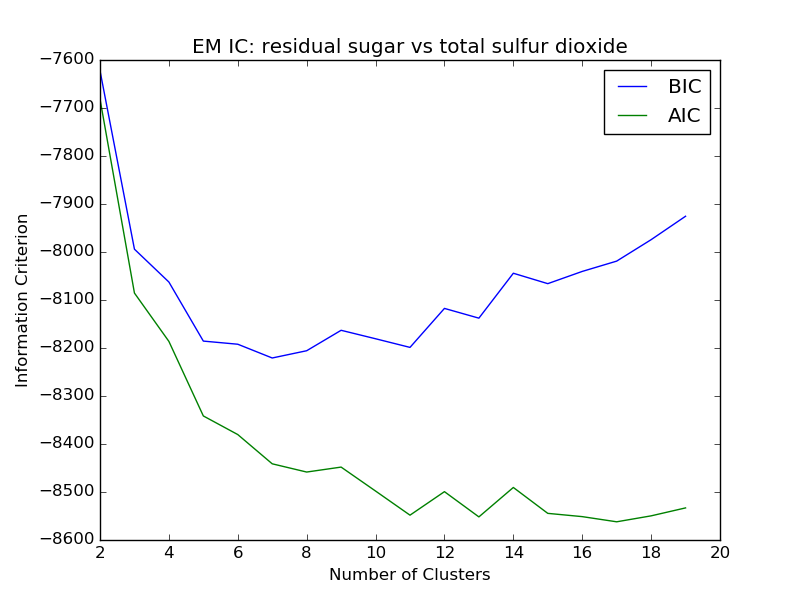 EM IC: residual sugar vs total sulfur dioxide
−7600
−7700
−7800
−7900
−8000
−8100
−8200
−8300
−8400
−8500
−8600
Information Criterion
BIC
AIC
2 4 6 8 10 12 14 16 18 20
Number of Clusters